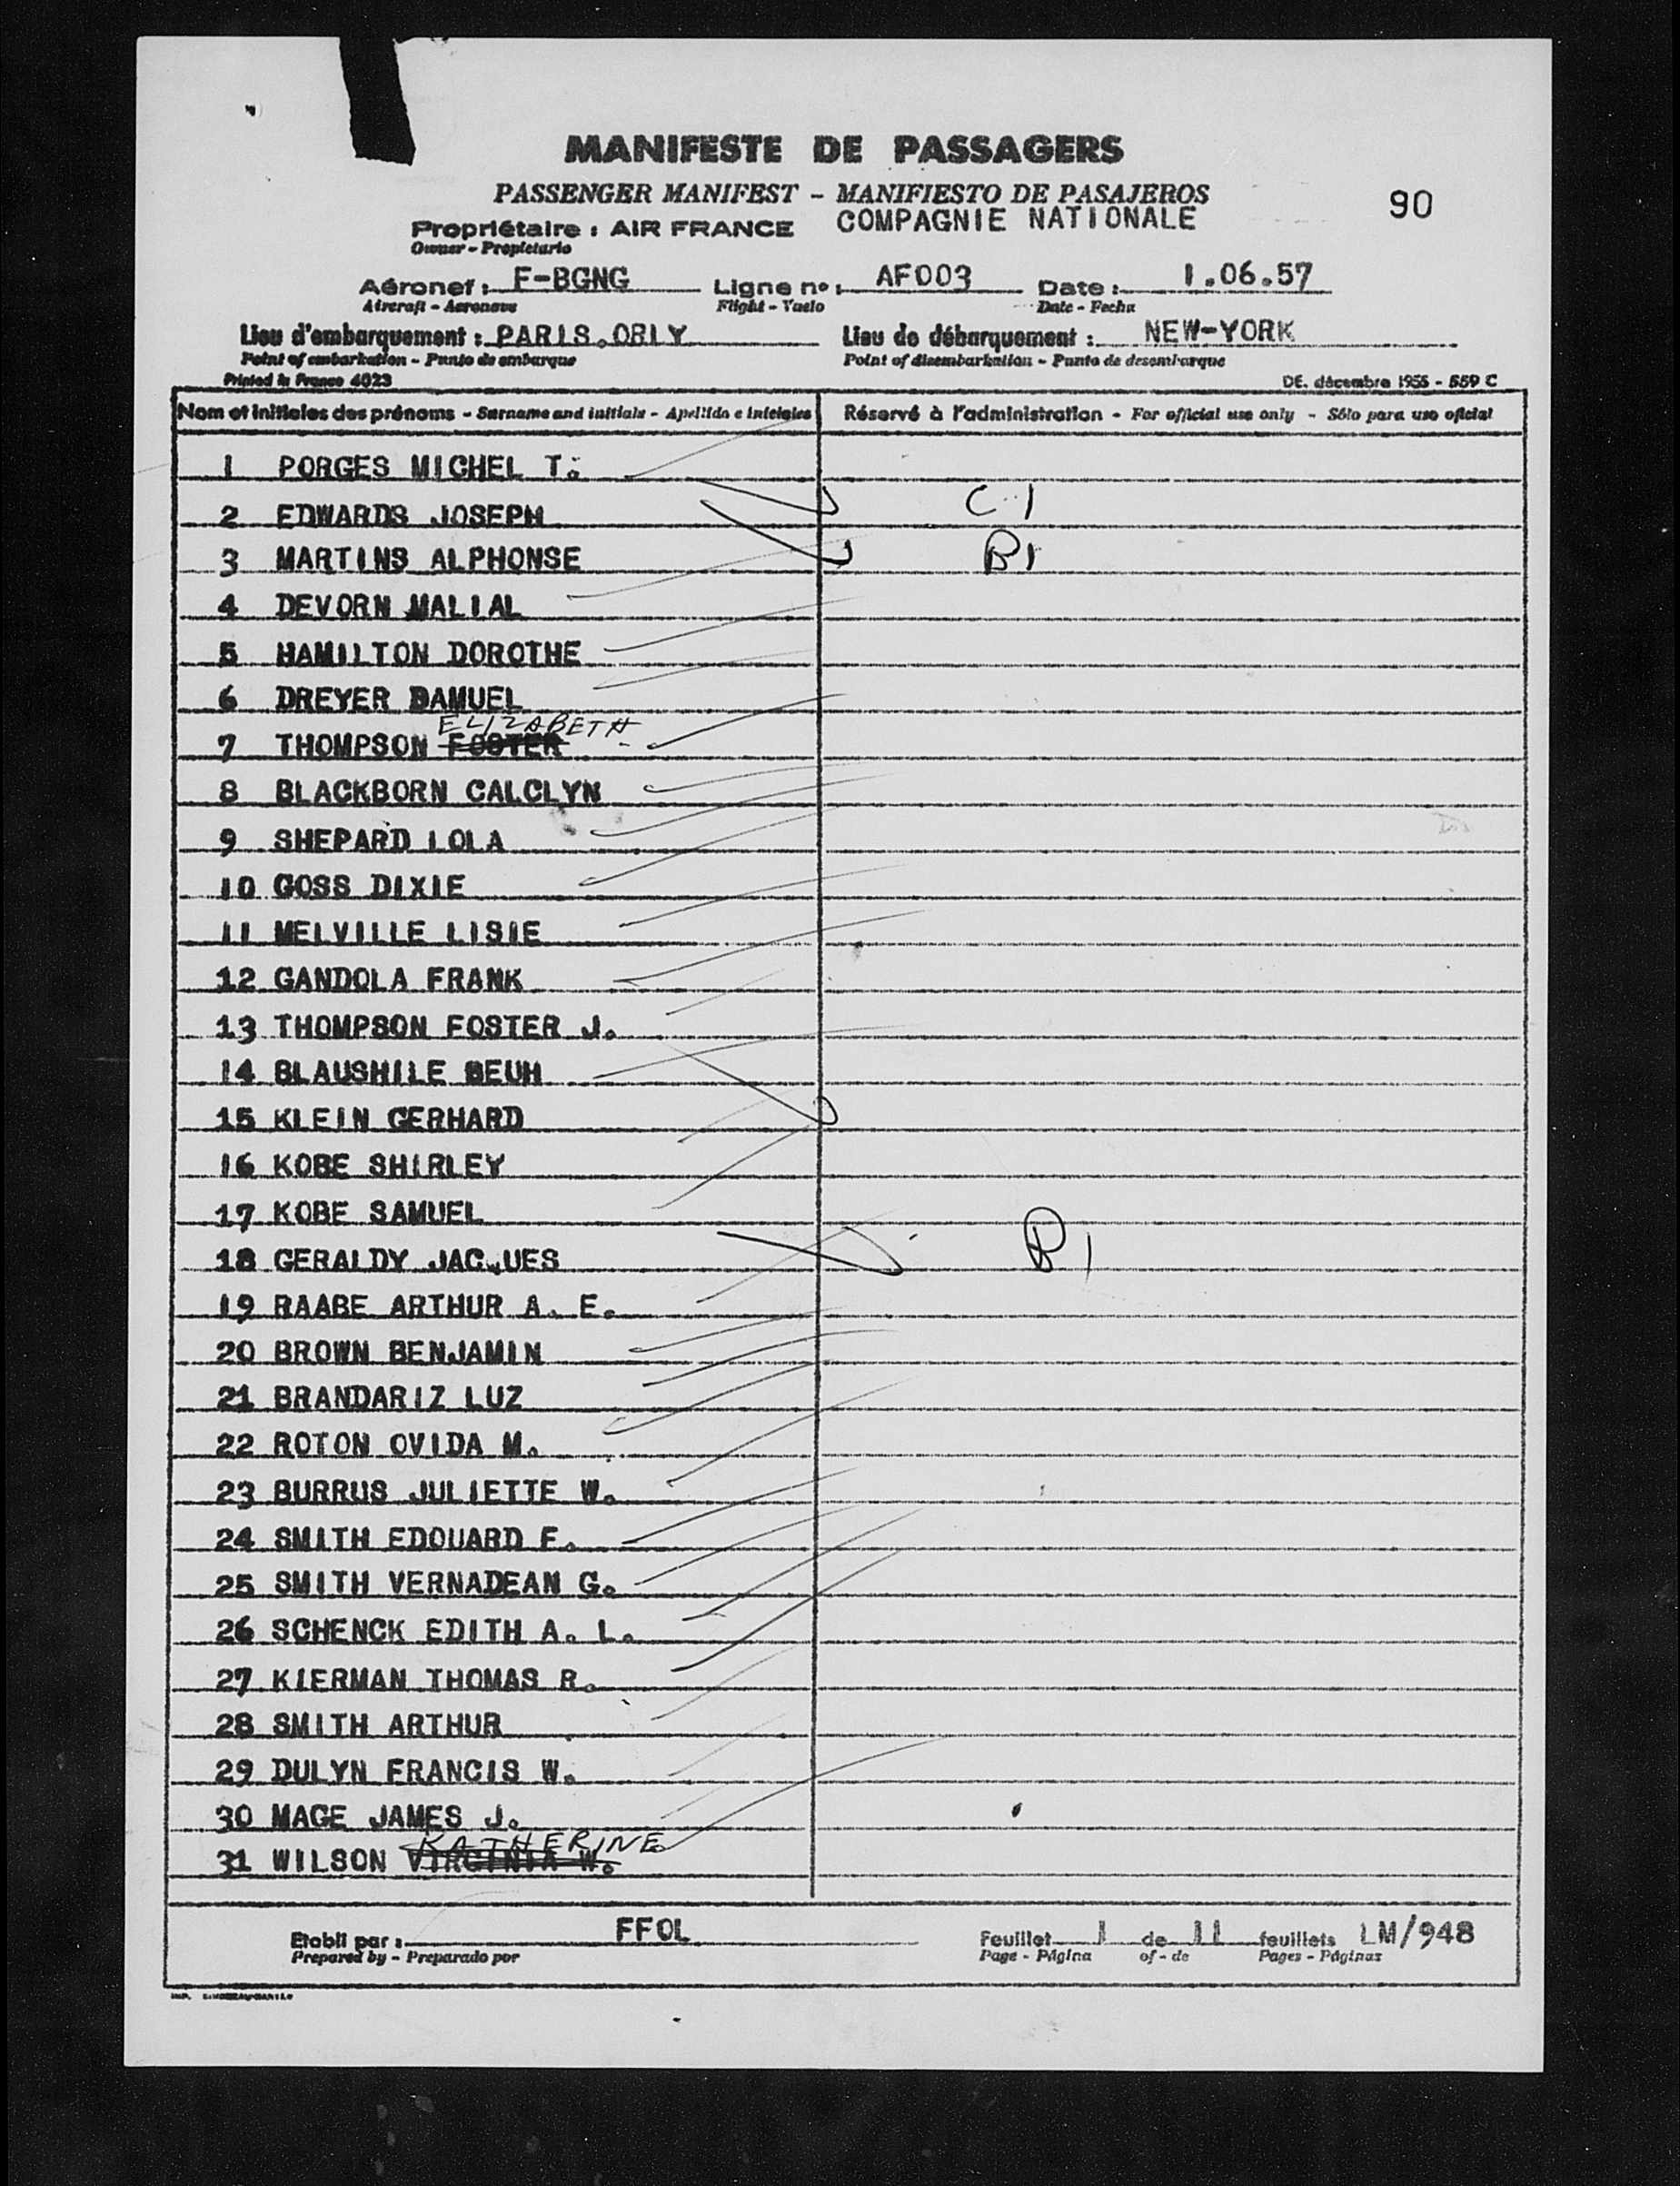 MANIFESTE DE PASSAGERS
PASSENGER MANIFEST - MANIFIESTO DE PASAJEROS
90
Propriétaire : AIR FRANCE COMPAGNIE NATIONALE
Owner - Propietario
Aéronef : F-BGNG Ligne nº : AF003 Date : 1.06.57
Aircraft - Aeronave Flight - Vuelo Date - Fecha
Lieu d'embarquement : PARIS.ORLY Lieu de débarquement : NEW-YORK
Point of embarkation - Punto de embarque Point of disembarkation - Punto de desembarque
Printed in France 4023 DE. décembre 1955 - 559 C
Nom et initiales des prénoms - Surname and initials - Apellido e iniciales Réservé à l'administration - For official use only - Sólo para uso oficial
1 PORGES MICHEL T.
2 EDWARDS JOSEPH C-1
3 MARTINS ALPHONSE B1
4 DEVORN MALIAL
5 HAMILTON DOROTHE
6 DREYER DAMUEL
ELIZABETH
7 THOMPSON FOSTER
8 BLACKBORN CALCLYN
9 SHEPARD LOLA
10 GOSS DIXIE
11 MELVILLE LISIE
12 GANDOLA FRANK
13 THOMPSON FOSTER J.
14 BLAUSHILE BEUH
15 KLEIN GERHARD
16 KOBE SHIRLEY
17 KOBE SAMUEL
18 GERALDY JACQUES B1
19 RAABE ARTHUR A. E.
20 BROWN BENJAMIN
21 BRANDARIZ LUZ
22 ROTON OVIDA M.
23 BURRUS JULIETTE W.
24 SMITH EDOUARD F.
25 SMITH VERNADEAN G.
26 SCHENCK EDITH A. L.
27 KIERMAN THOMAS R.
28 SMITH ARTHUR
29 DULYN FRANCIS W.
30 MAGE JAMES J.
KATHERINE
31 WILSON VIRGINIA W.
Etabli par : FFOL Feuillet 1 de 11 feuillets LM/948
Prepared by - Preparado por Page - Página of - de Pages - Páginas